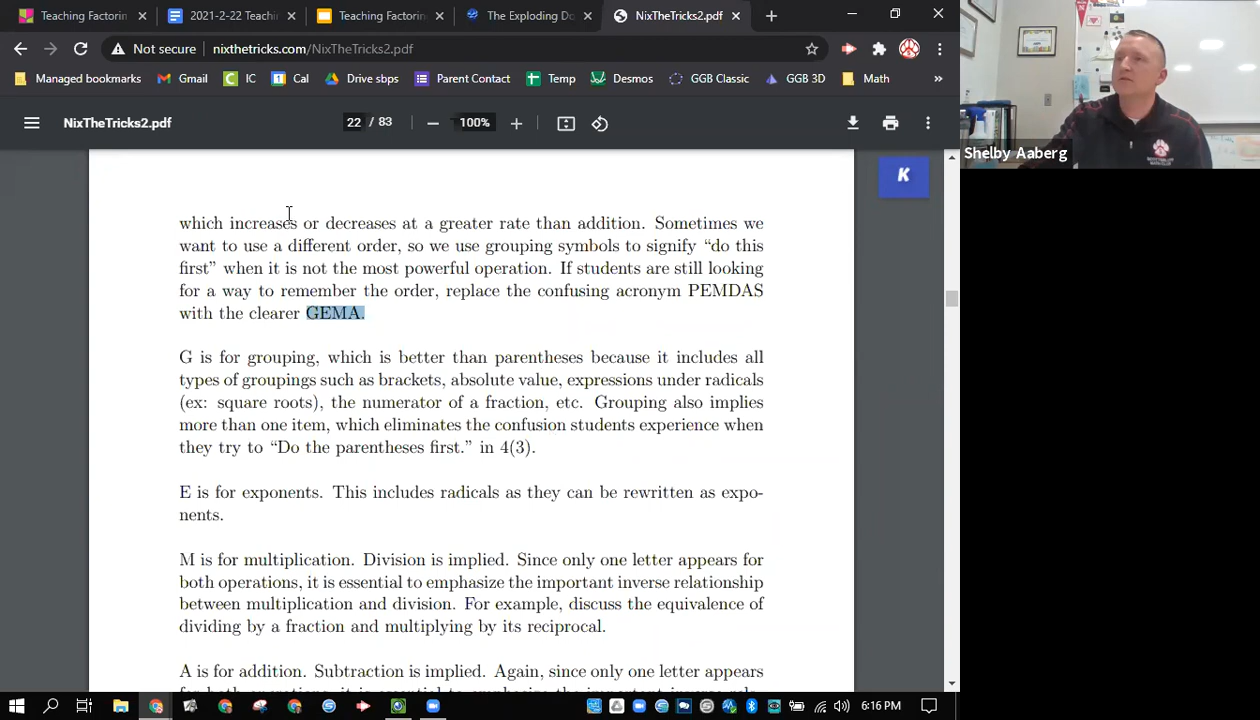 Teaching Factorin
2021-2-22 Teachi
Teaching Factorin
The Exploding Do
NixTheTricks2.pdf
Not secure
nixthetricks.com/NixTheTricks2.pdf
Managed bookmarks
Gmail
IC
Cal
Drive sbps
Parent Contact
Temp
Desmos
GGB Classic
GGB 3D
Math
»
NixTheTricks2.pdf
22 / 83
100%
K
Shelby Aaberg
which increases or decreases at a greater rate than addition. Sometimes we
want to use a different order, so we use grouping symbols to signify “do this
first” when it is not the most powerful operation. If students are still looking
for a way to remember the order, replace the confusing acronym PEMDAS
with the clearer GEMA.
G is for grouping, which is better than parentheses because it includes all
types of groupings such as brackets, absolute value, expressions under radicals
(ex: square roots), the numerator of a fraction, etc. Grouping also implies
more than one item, which eliminates the confusion students experience when
they try to “Do the parentheses first.” in 4(3).
E is for exponents. This includes radicals as they can be rewritten as expo-
nents.
M is for multiplication. Division is implied. Since only one letter appears for
both operations, it is essential to emphasize the important inverse relationship
between multiplication and division. For example, discuss the equivalence of
dividing by a fraction and multiplying by its reciprocal.
A is for addition. Subtraction is implied. Again, since only one letter appears
6:16 PM